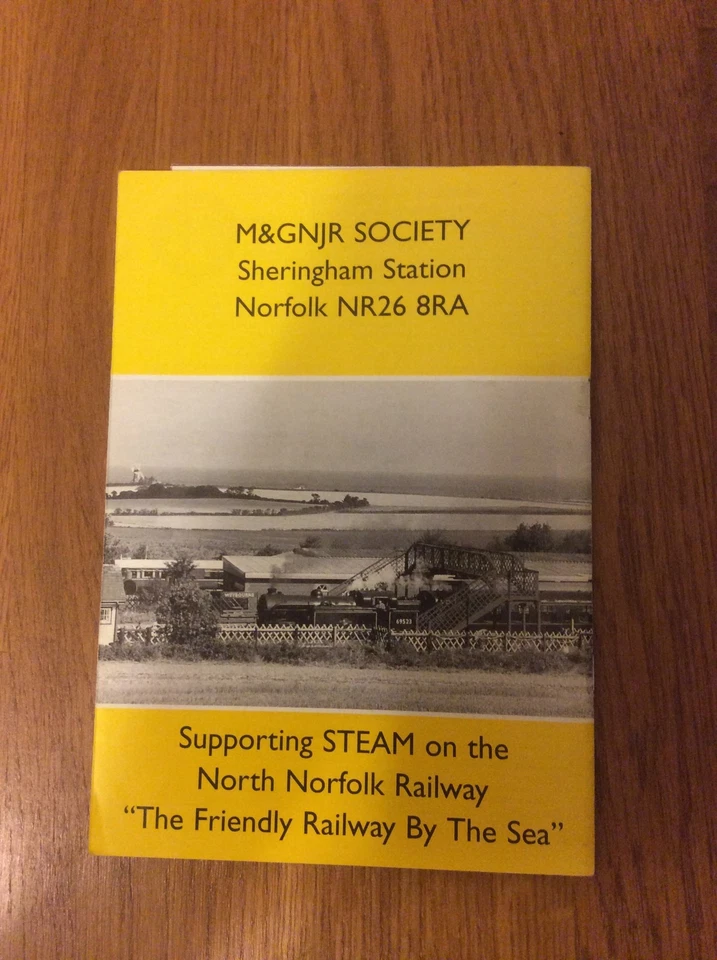 M&GNJR SOCIETY
Sheringham Station
Norfolk NR26 8RA
69523
Supporting STEAM on the
North Norfolk Railway
“The Friendly Railway By The Sea”